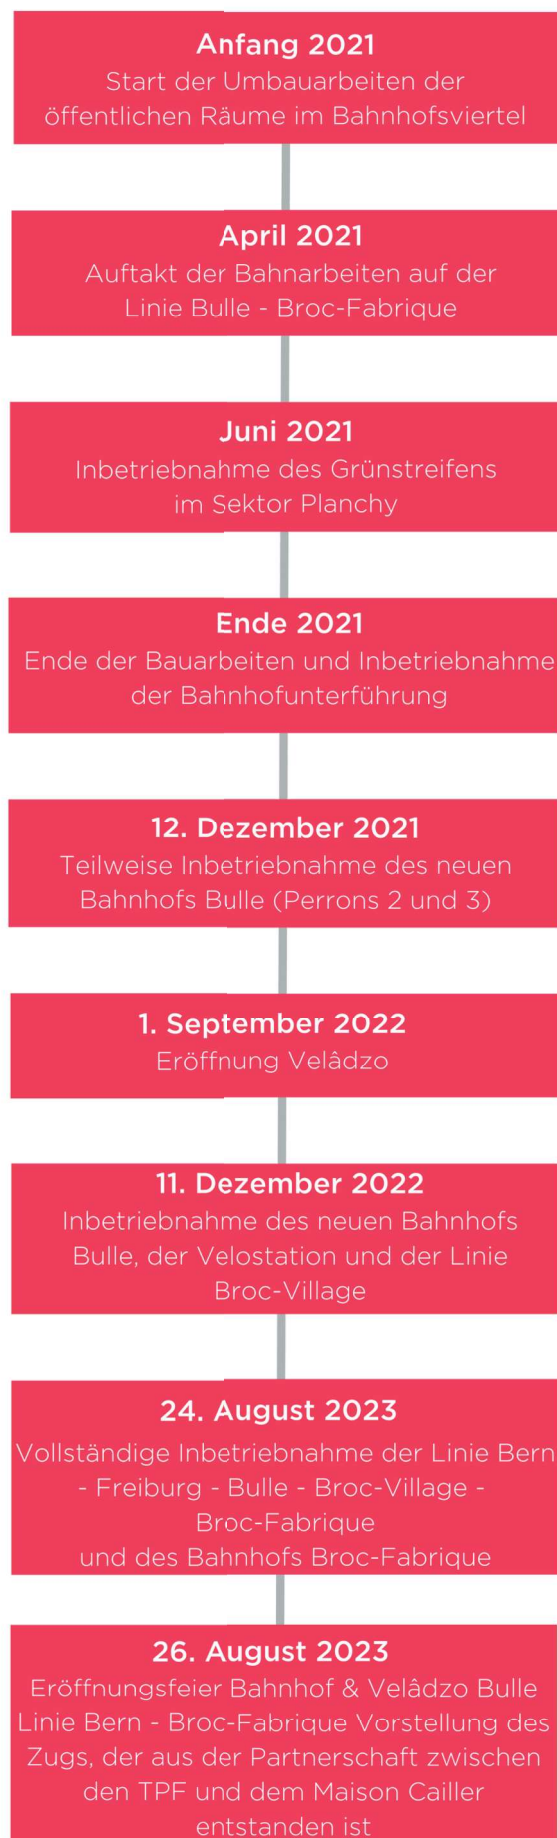 Anfang 2021
Start der Umbauarbeiten der
öffentlichen Räume im Bahnhofsviertel
April 2021
Auftakt der Bahnarbeiten auf der
Linie Bulle - Broc-Fabrique
Juni 2021
Inbetriebnahme des Grünstreifens
im Sektor Planchy
Ende 2021
Ende der Bauarbeiten und Inbetriebnahme
der Bahnhofunterführung
12. Dezember 2021
Teilweise Inbetriebnahme des neuen
Bahnhofs Bulle (Perrons 2 und 3)
1. September 2022
Eröffnung Velâdzo
11. Dezember 2022
Inbetriebnahme des neuen Bahnhofs
Bulle, der Velostation und der Linie
Broc-Village
24. August 2023
Vollständige Inbetriebnahme der Linie Bern
- Freiburg - Bulle - Broc-Village -
Broc-Fabrique
und des Bahnhofs Broc-Fabrique
26. August 2023
Eröffnungsfeier Bahnhof & Velâdzo Bulle
Linie Bern - Broc-Fabrique Vorstellung des
Zugs, der aus der Partnerschaft zwischen
den TPF und dem Maison Cailler
entstanden ist